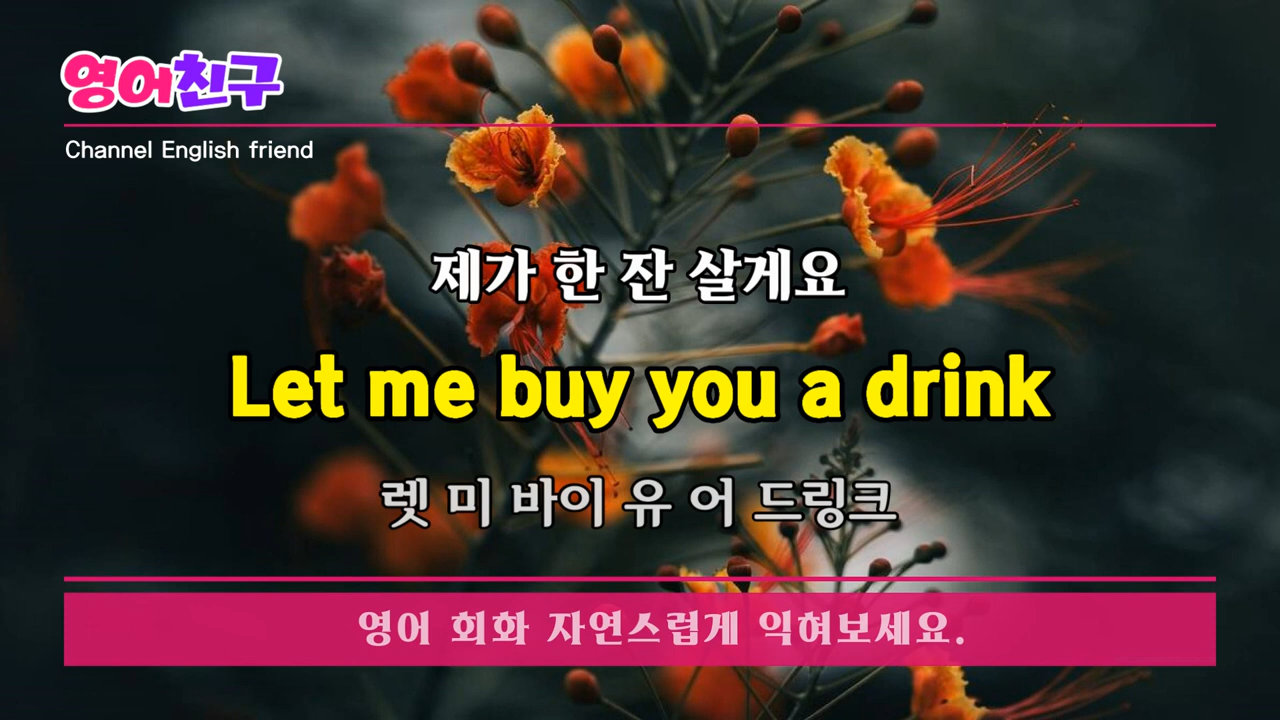 영어친구
Channel English friend
제가 한 잔 살게요
Let me buy you a drink
렛 미 바이 유 어 드링크
영어 회화 자연스럽게 익혀보세요.